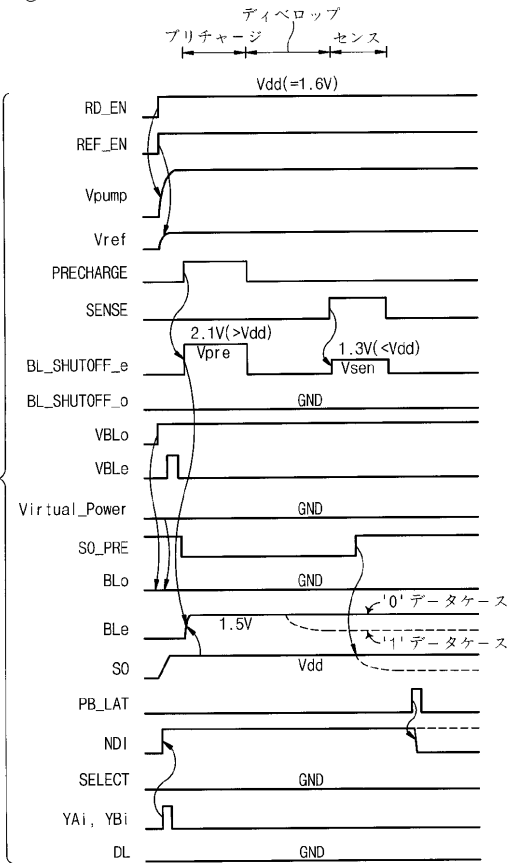 ディベロップ
プリチャージ センス
Vdd(=1.6V)
RD_EN
REF_EN
Vpump
Vref
PRECHARGE
SENSE
2.1V(>Vdd)
1.3V(<Vdd)
BL_SHUTOFF_e
Vpre
Vsen
BL_SHUTOFF_o
GND
VBLo
VBLe
Virtual_Power
GND
SO_PRE
BLo
GND
'0' データケース
BLe
1.5V
'1' データケース
SO
Vdd
PB_LAT
NDI
SELECT
GND
YAi, YBi
DL
GND